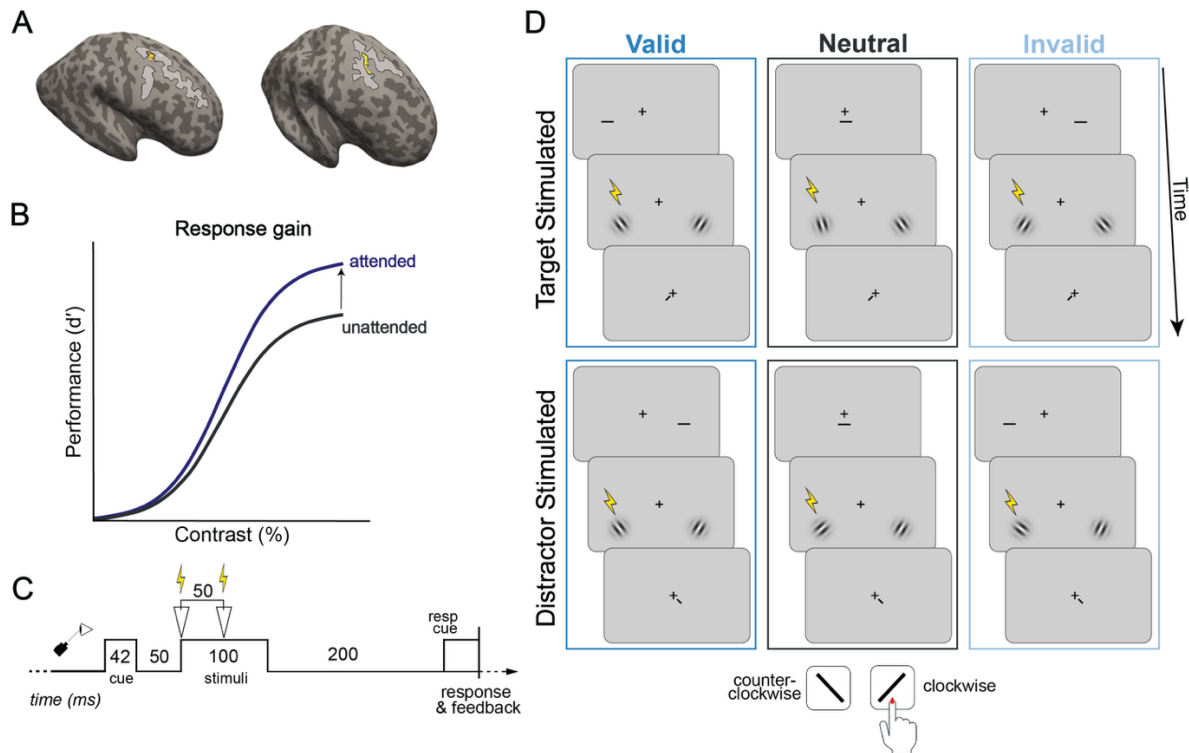 A
B
Response gain
attended
unattended
Performance (d')
Contrast (%)
C
50
42
50
100
200
cue
stimuli
resp
cue
time (ms)
response
& feedback
D
Valid
Neutral
Invalid
Target Stimulated
Time
Distractor Stimulated
counter-
clockwise
clockwise